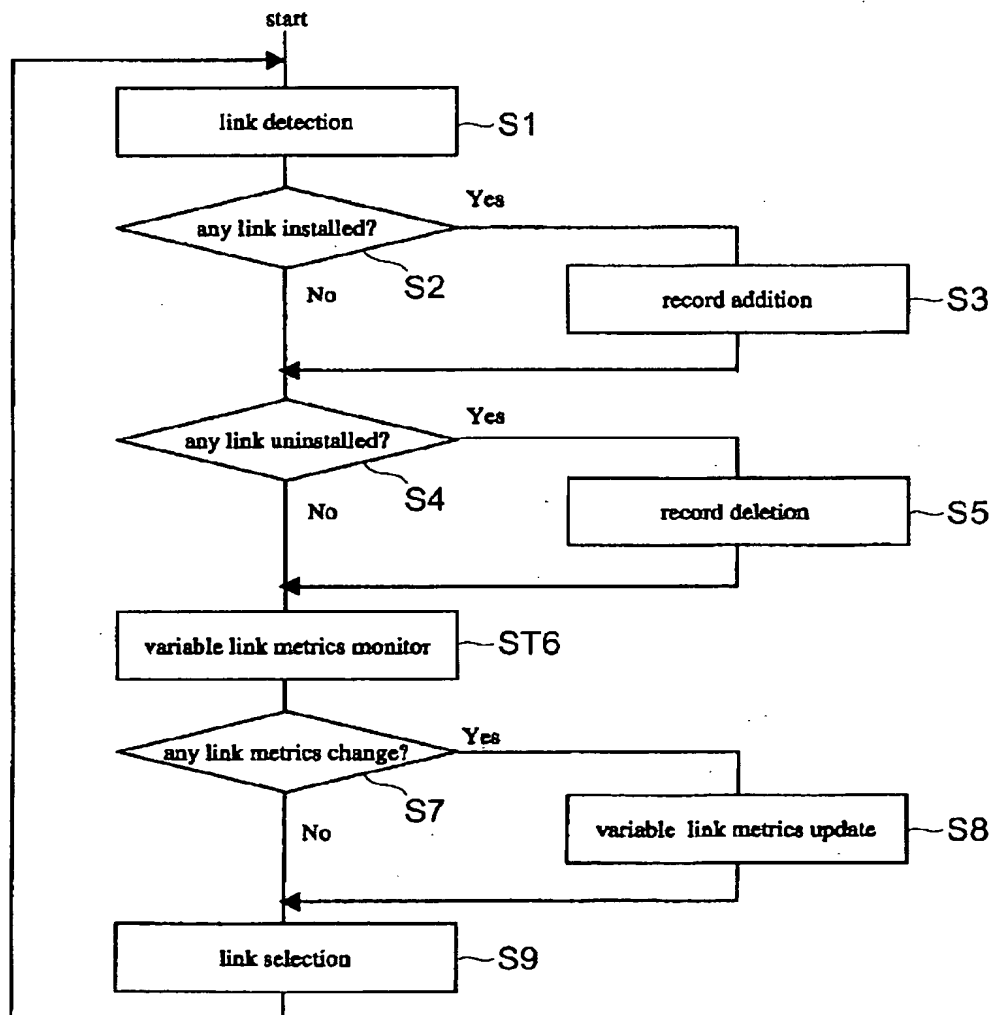 start
link detection
S1
any link installed?
Yes
S2
No
record addition
S3
any link uninstalled?
Yes
S4
No
record deletion
S5
variable link metrics monitor
ST6
any link metrics change?
Yes
S7
No
variable link metrics update
S8
link selection
S9